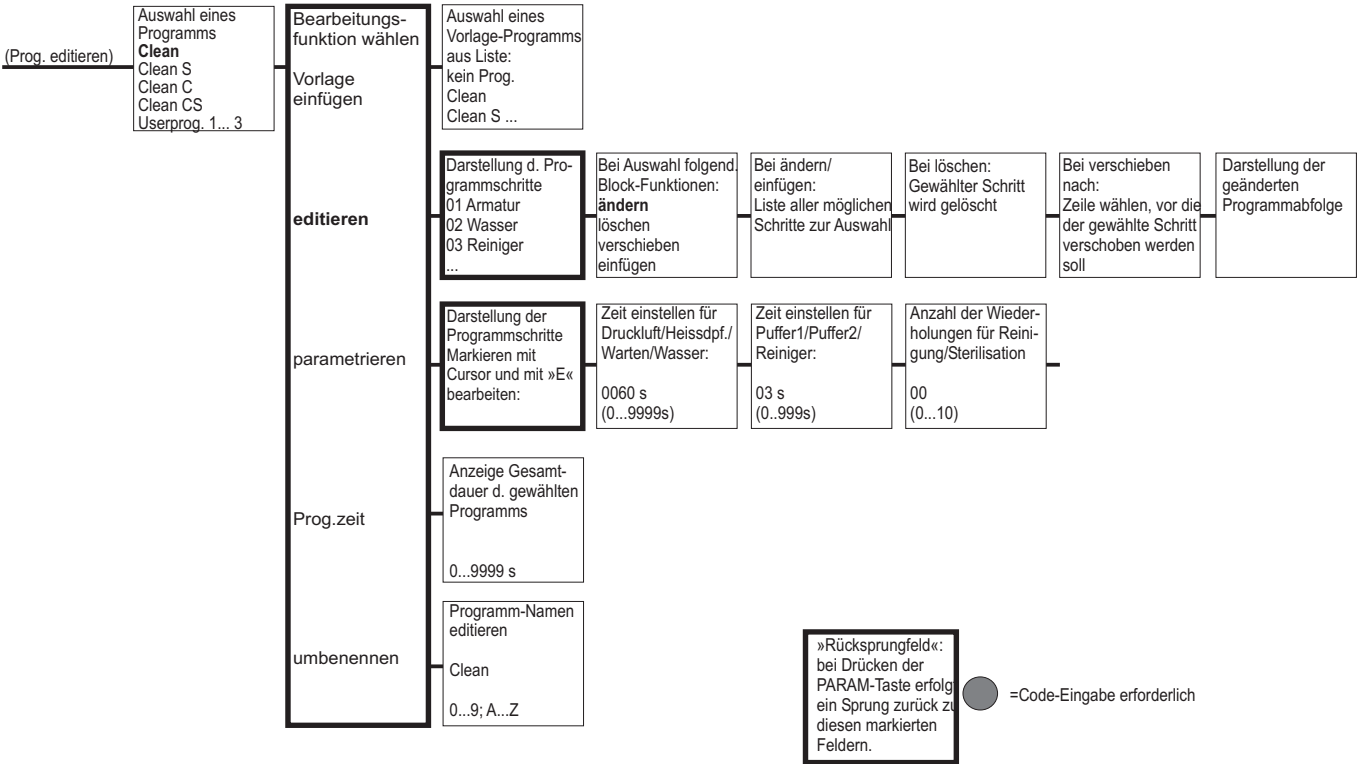 (Prog. editieren)
Auswahl eines
Programms
Clean
Clean S
Clean C
Clean CS
Userprog. 1... 3
Bearbeitungs-
funktion wählen
Vorlage
einfügen
Auswahl eines
Vorlage-Programms
aus Liste:
kein Prog.
Clean
Clean S ...
editieren
Darstellung d. Pro-
grammschritte
01 Armatur
02 Wasser
03 Reiniger
...
Bei Auswahl folgend.
Block-Funktionen:
ändern
löschen
verschieben
einfügen
Bei ändern/
einfügen:
Liste aller möglichen
Schritte zur Auswahl
Bei löschen:
Gewählter Schritt
wird gelöscht
Bei verschieben
nach:
Zeile wählen, vor die
der gewählte Schritt
verschoben werden
soll
Darstellung der
geänderten
Programmabfolge
parametrieren
Darstellung der
Programmschritte
Markieren mit
Cursor und mit »E«
bearbeiten:
Zeit einstellen für
Druckluft/Heissdpf./
Warten/Wasser:
0060 s
(0...9999s)
Zeit einstellen für
Puffer1/Puffer2/
Reiniger:
03 s
(0..999s)
Anzahl der Wieder-
holungen für Reini-
gung/Sterilisation
00
(0...10)
Prog.zeit
Anzeige Gesamt-
dauer d. gewählten
Programms
0...9999 s
umbenennen
Programm-Namen
editieren
Clean
0...9; A...Z
»Rücksprungfeld«:
bei Drücken der
PARAM-Taste erfolgt
ein Sprung zurück zu
diesen markierten
Feldern.
=Code-Eingabe erforderlich